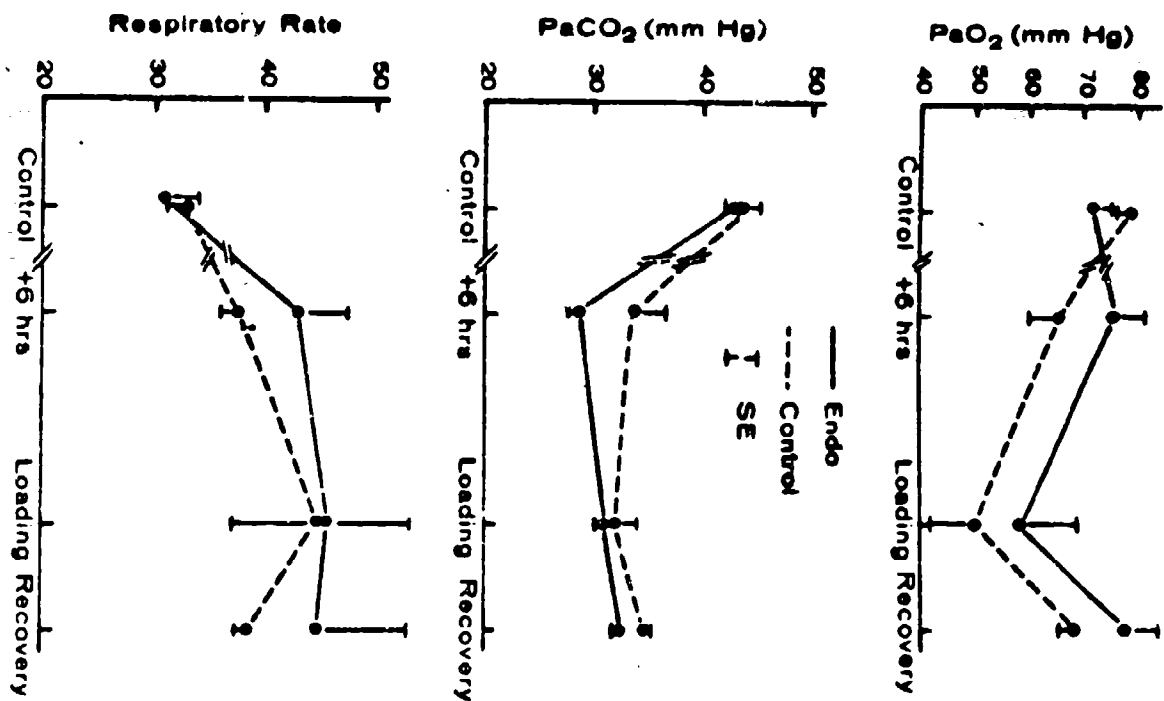 PaO2 (mm Hg)
80
70
60
50
40
Control +6 hrs Loading Recovery
Endo
Control
SE
PaCO2 (mm Hg)
50
40
30
20
Control +6 hrs Loading Recovery
Respiratory Rate
50
40
30
20
Control +6 hrs Loading Recovery